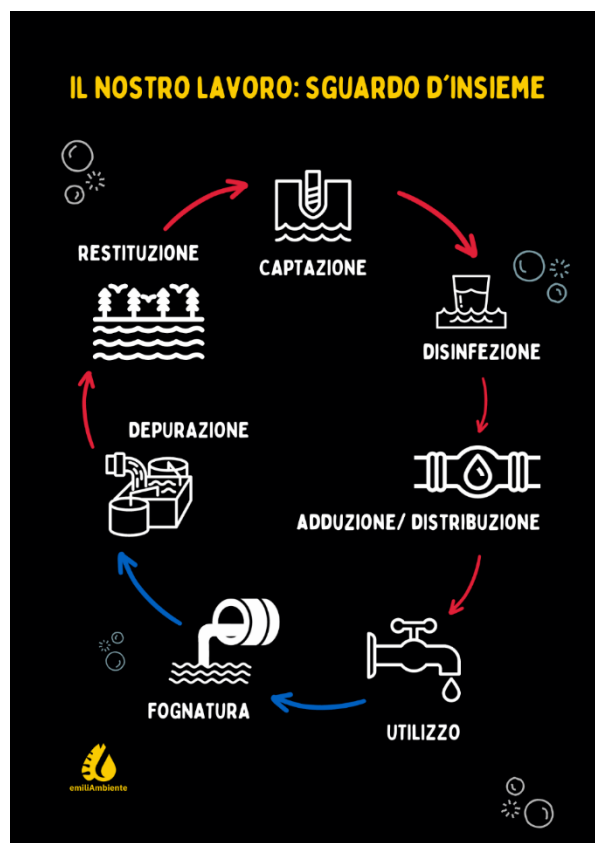 IL NOSTRO LAVORO: SGUARDO D'INSIEME
CAPTAZIONE
DISINFEZIONE
ADDUZIONE/ DISTRIBUZIONE
UTILIZZO
FOGNATURA
DEPURAZIONE
RESTITUZIONE
emiliAmbiente